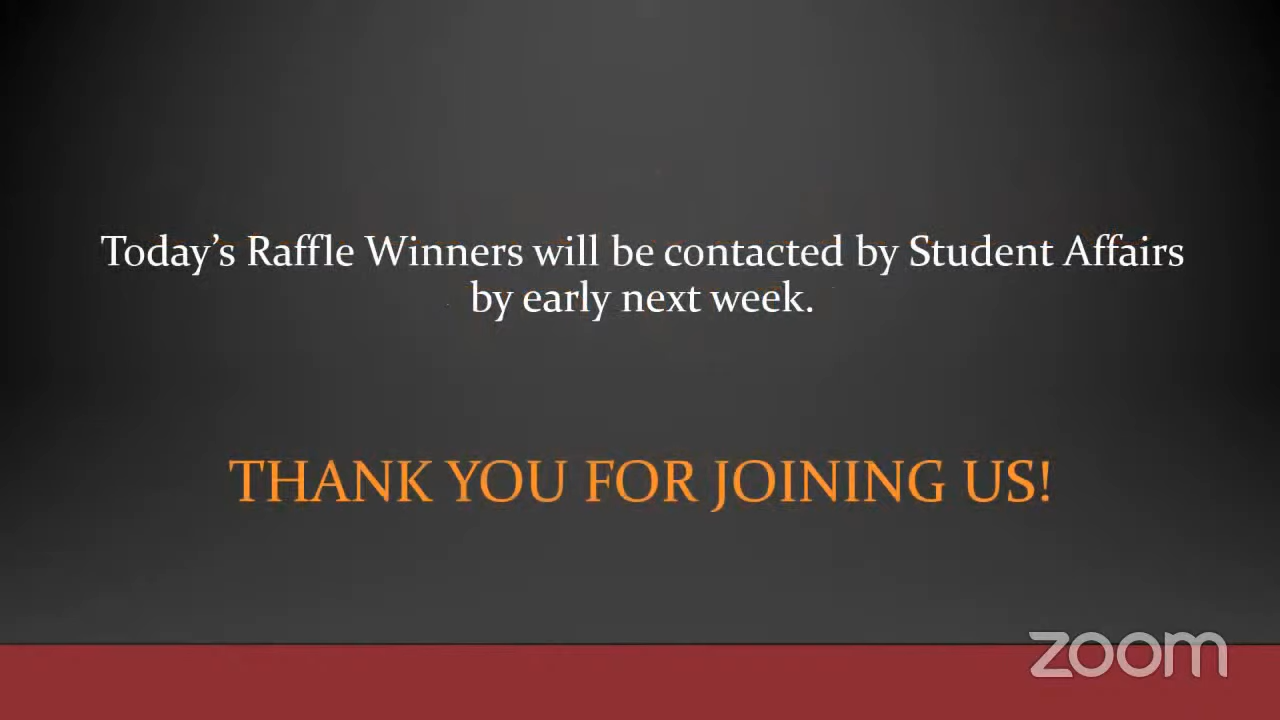 Today’s Raffle Winners will be contacted by Student Affairs
by early next week.
THANK YOU FOR JOINING US!
zoom